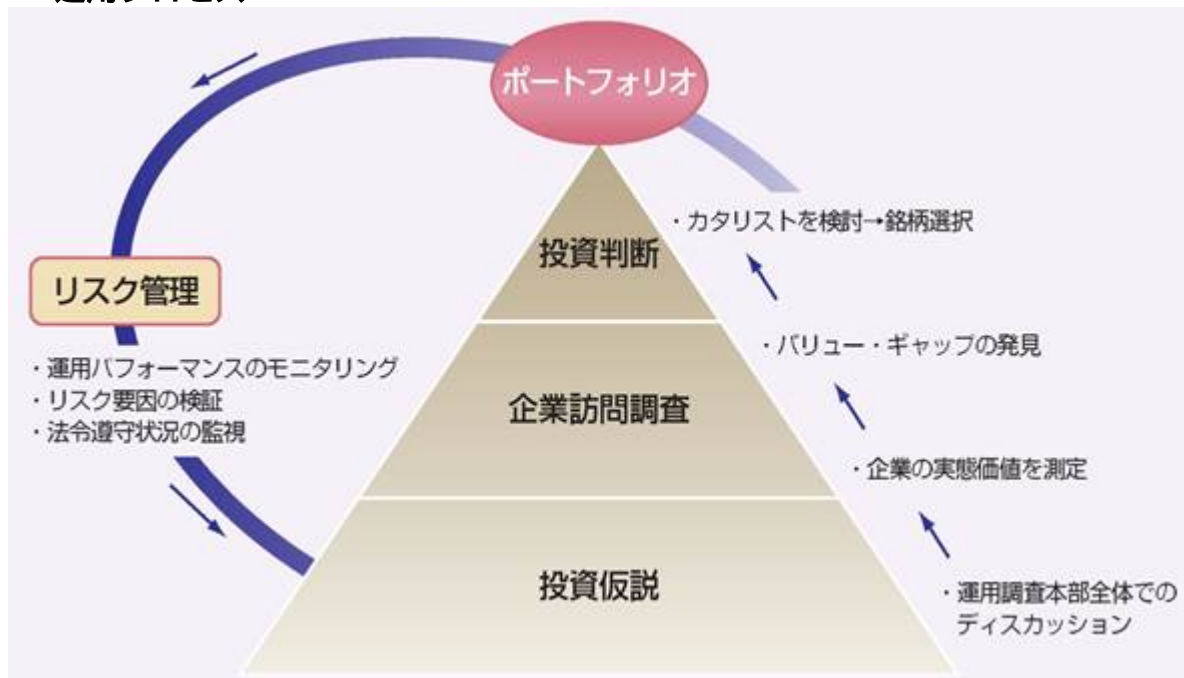 ポートフォリオ
・カタリストを検討→銘柄選択
投資判断
リスク管理
・バリュー・ギャップの発見
・運用パフォーマンスのモニタリング
・リスク要因の検証
・法令遵守状況の監視
企業訪問調査
・企業の実態価値を測定
投資仮説
・運用調査本部全体での
ディスカッション